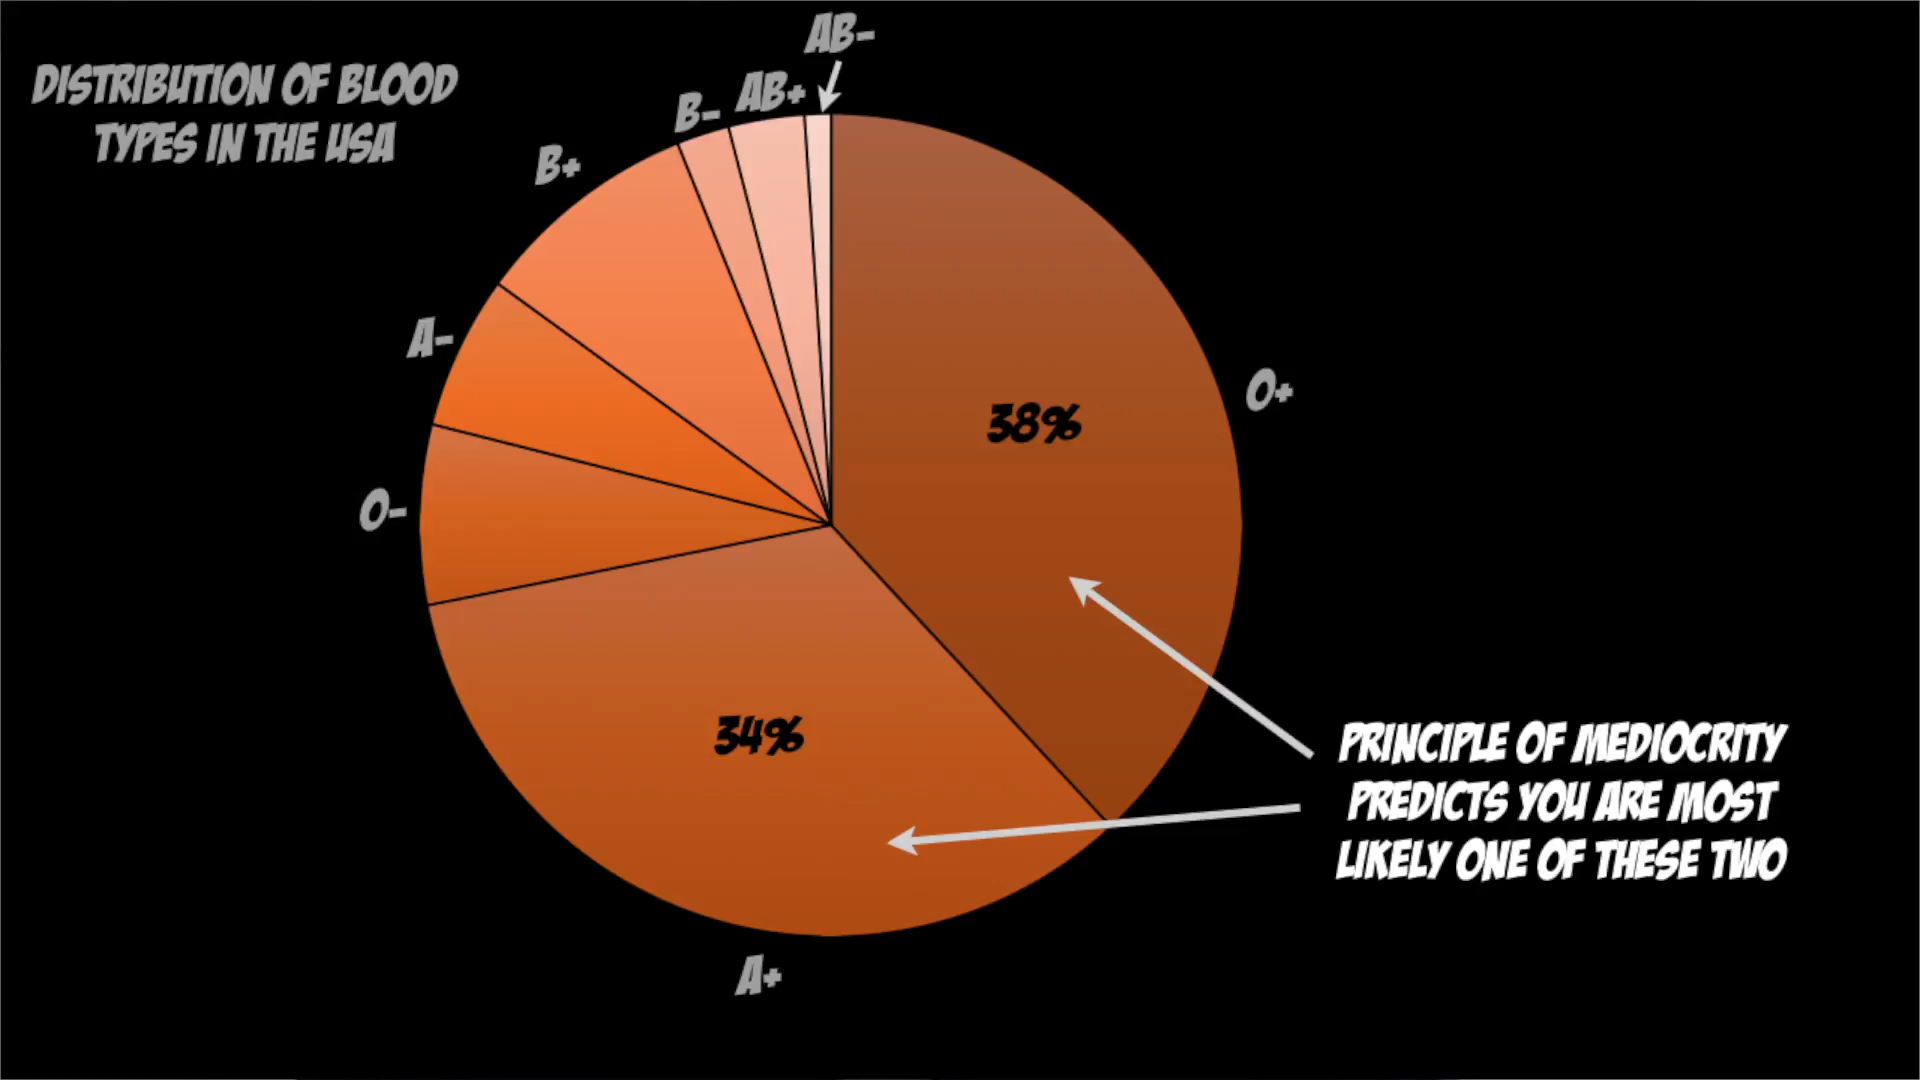 DISTRIBUTION OF BLOOD
TYPES IN THE USA
AB-
AB+
B-
B+
A-
O-
O+
38%
34%
A+
PRINCIPLE OF MEDIOCRITY
PREDICTS YOU ARE MOST
LIKELY ONE OF THESE TWO